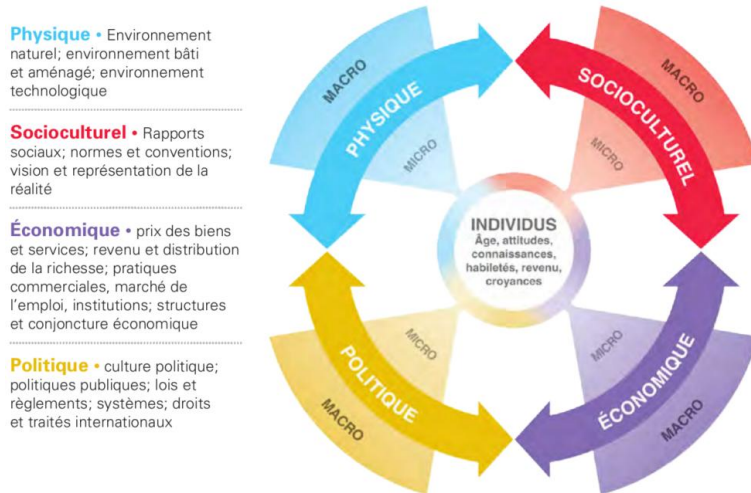 Physique • Environnement
naturel; environnement bâti
et aménagé; environnement
technologique
Socioculturel • Rapports
sociaux; normes et conventions;
vision et représentation de la
réalité
Économique • prix des biens
et services; revenu et distribution
de la richesse; pratiques
commerciales, marché de
l'emploi, institutions; structures
et conjoncture économique
Politique • culture politique;
politiques publiques; lois et
règlements; systèmes; droits
et traités internationaux
MACRO
PHYSIQUE
MICRO
MACRO
SOCIOCULTUREL
MICRO
INDIVIDUS
Âge, attitudes,
connaissances,
habiletés, revenu,
croyances
MICRO
POLITIQUE
MACRO
MICRO
ÉCONOMIQUE
MACRO